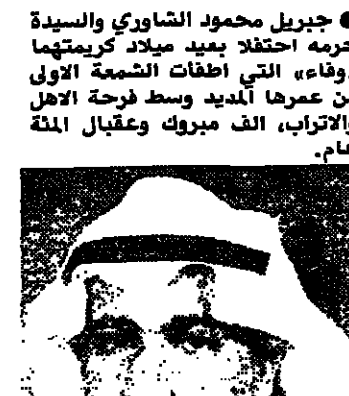 ● جبريل محمود الشاوري والسيدة
حرمه احتفلا بعيد ميلاد كريمتهما
«وفاء» التي اطفأت الشمعة الاولى
من عمرها المديد وسط فرحة الاهل
والاتراب، الف مبروك وعقبال المئة
عام.